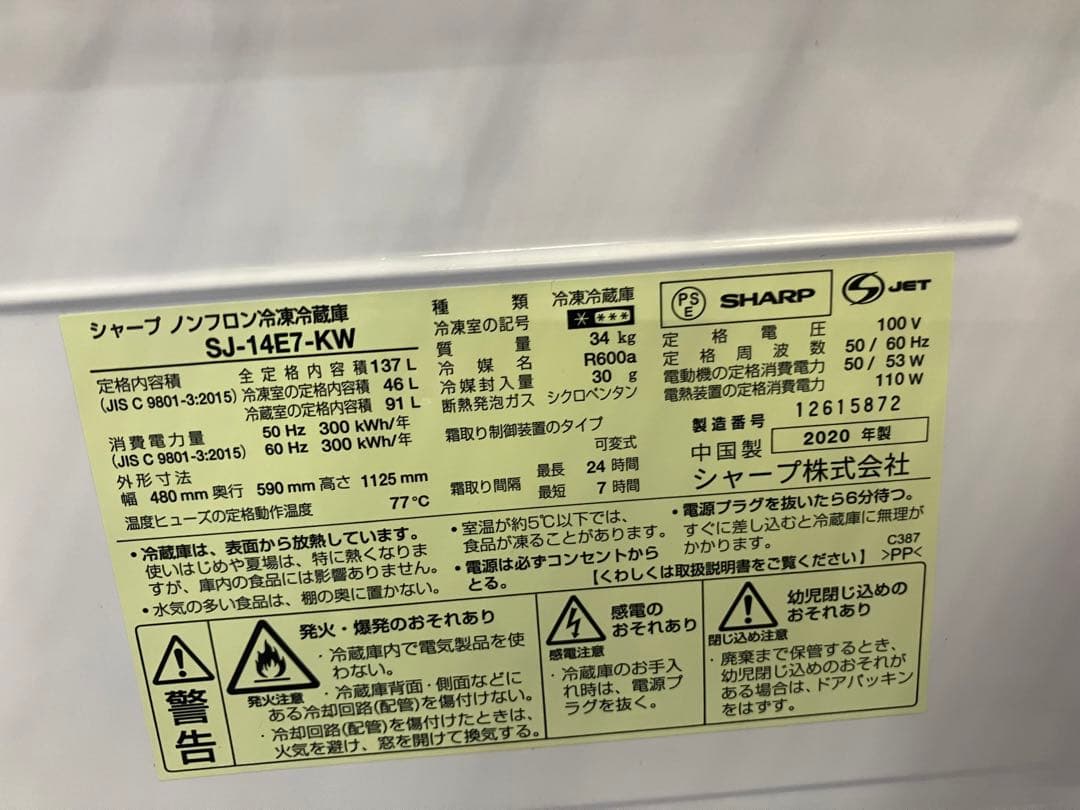 シャープ ノンフロン冷凍冷蔵庫
SJ-14E7-KW
定格内容積
(JIS C 9801-3:2015)
全定格内容積 137 L
冷凍室の定格内容積 46 L
冷蔵室の定格内容積 91 L
消費電力量
(JIS C 9801-3:2015)
50 Hz 300 kWh/年
60 Hz 300 kWh/年
外形寸法
幅 480 mm 奥行 590 mm 高さ 1125 mm
温度ヒューズの定格動作温度 77℃
種類 冷凍冷蔵庫
冷凍室の記号
質量 34 kg
冷媒名 R600a
冷媒封入量 30 g
断熱発泡ガス シクロペンタン
霜取り制御装置のタイプ
可変式
霜取り間隔
最長 24 時間
最短 7 時間
PS
E
SHARP
JET
定格電圧 100 V
定格周波数 50 / 60 Hz
電動機の定格消費電力 50 / 53 W
電熱装置の定格消費電力 110 W
製造番号 12615872
中国製 2020 年製
シャープ株式会社
・冷蔵庫は、表面から放熱しています。
使いはじめや夏場は、特に熱くなりま
すが、庫内の食品には影響ありません。
・水気の多い食品は、棚の奥に置かない。
・室温が約5℃以下では、
食品が凍ることがあります。
・電源は必ずコンセントから
とる。
・電源プラグを抜いたら6分待つ。
すぐに差し込むと冷蔵庫に無理が
かかります。
C387
【くわしくは取扱説明書をご覧ください】 >PP<
警告
発火注意
発火・爆発のおそれあり
・冷蔵庫内で電気製品を使
わない。
・冷蔵庫背面・側面などに
ある冷却回路(配管)を傷付けない。
・冷却回路(配管)を傷付けたときは、
火気を避け、窓を開けて換気する。
感電注意
感電の
おそれあり
・冷蔵庫のお手入
れ時は、電源プ
ラグを抜く。
閉じ込め注意
幼児閉じ込めの
おそれあり
・廃棄まで保管するとき、
幼児閉じ込めのおそれが
ある場合は、ドアパッキン
をはずす。